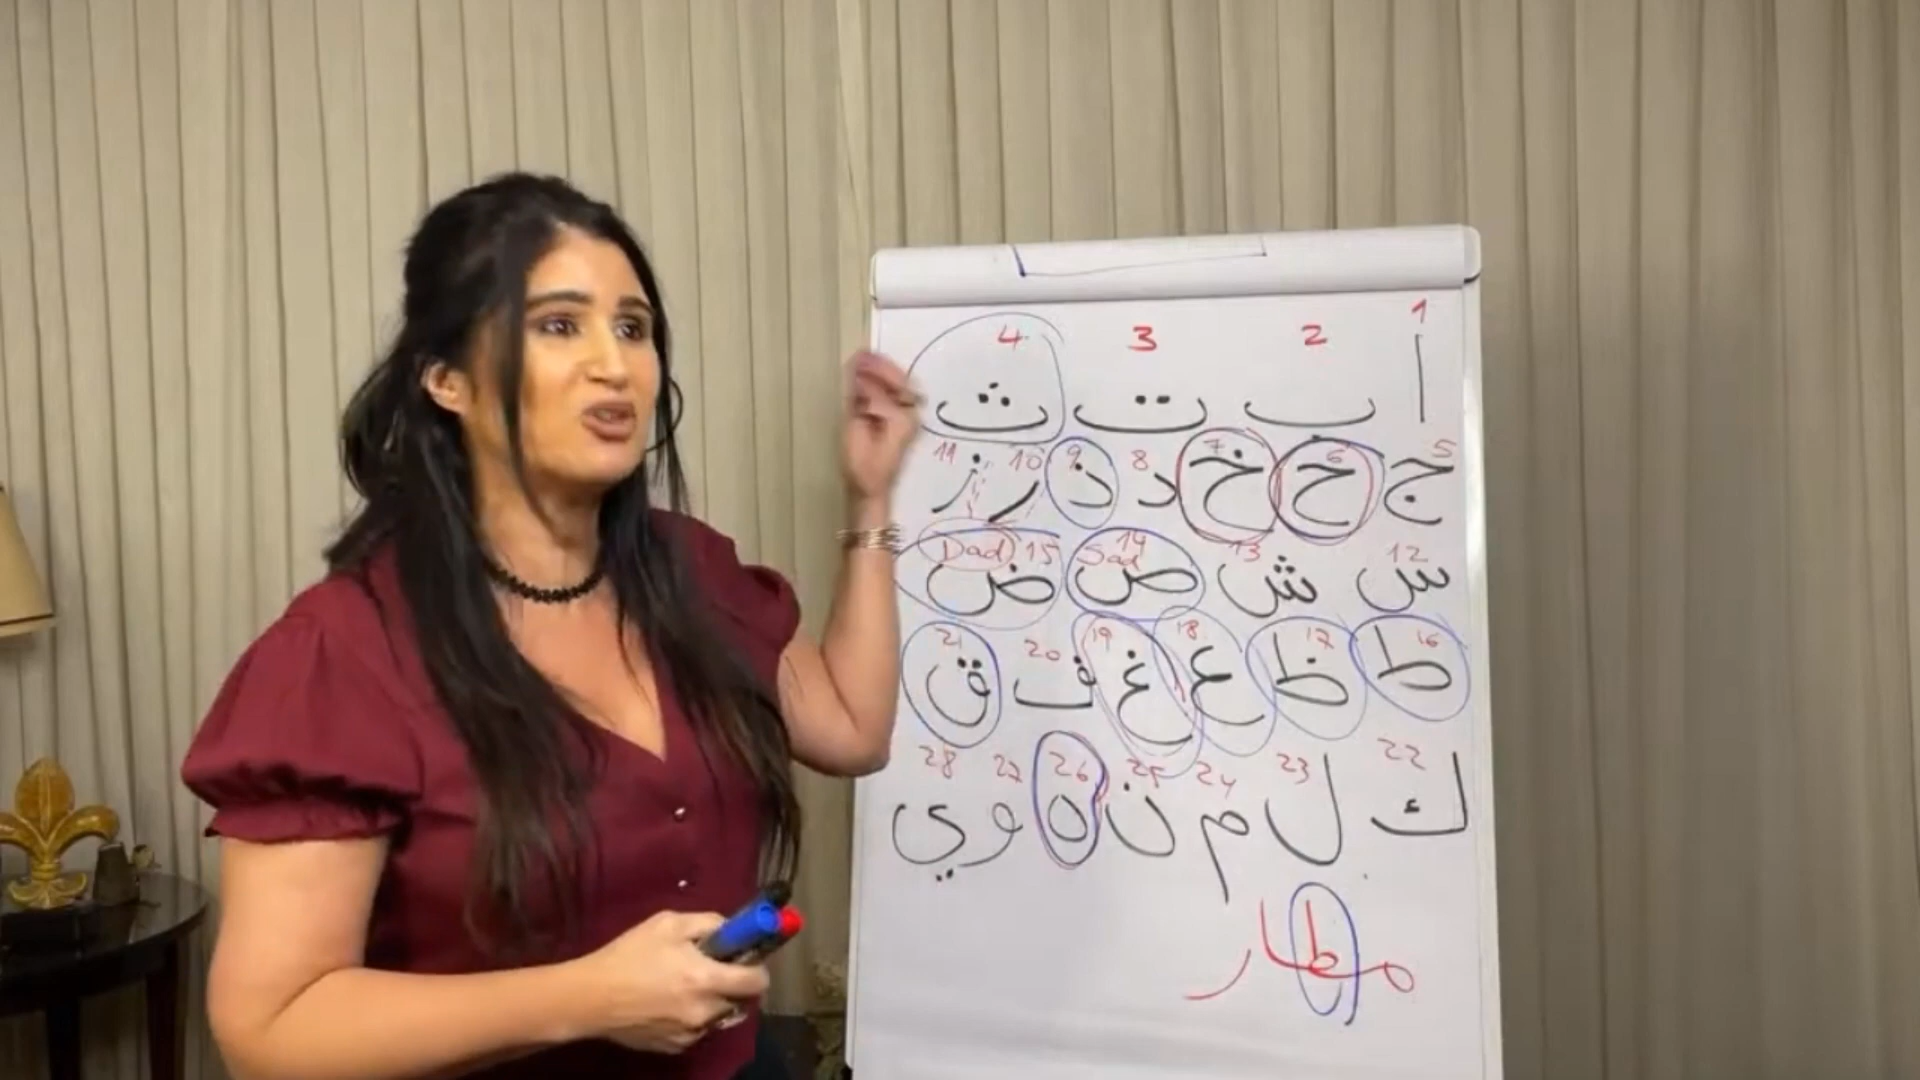 1 2 3 4
ا ب ت ث
5 6 7 8 9 10 11
ج ح خ د ذ ر ز
12 13 14 Sad 15 Dad
س ش ص ض
16 17 18 19 20 21
ط ظ ع غ ف ق
22 23 24 25 26 27 28
ك ل م ن ه و ي
مطار